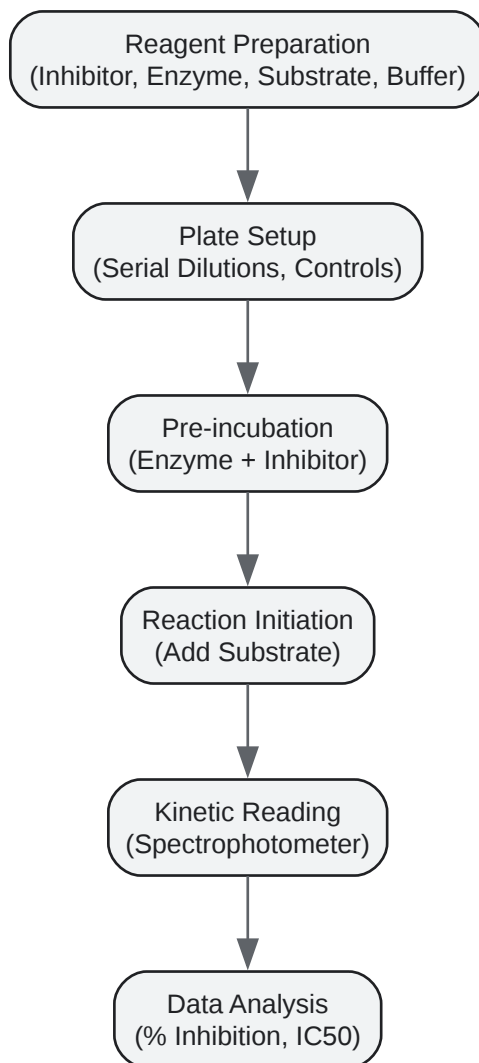 Reagent Preparation
(Inhibitor, Enzyme, Substrate, Buffer)
Plate Setup
(Serial Dilutions, Controls)
Pre-incubation
(Enzyme + Inhibitor)
Reaction Initiation
(Add Substrate)
Kinetic Reading
(Spectrophotometer)
Data Analysis
(% Inhibition, IC50)